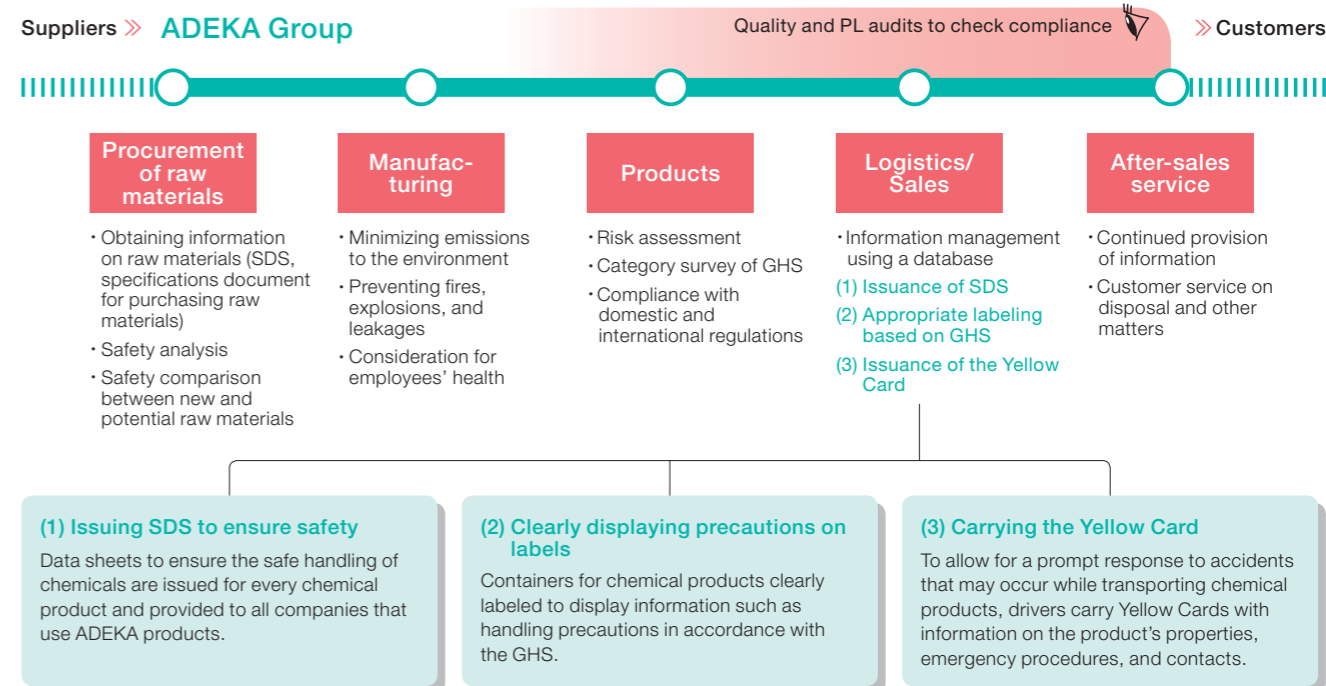 Suppliers » ADEKA Group
Quality and PL audits to check compliance
» Customers
Procurement
of raw
materials
・Obtaining information
on raw materials (SDS,
specifications document
for purchasing raw
materials)
・Safety analysis
・Safety comparison
between new and
potential raw materials
Manufac-
turing
・Minimizing emissions
to the environment
・Preventing fires,
explosions, and
leakages
・Consideration for
employees’ health
Products
・Risk assessment
・Category survey of GHS
・Compliance with
domestic and
international regulations
Logistics/
Sales
・Information management
using a database
(1) Issuance of SDS
(2) Appropriate labeling
based on GHS
(3) Issuance of the Yellow
Card
After-sales
service
・Continued provision
of information
・Customer service on
disposal and other
matters
(1) Issuing SDS to ensure safety
Data sheets to ensure the safe handling of
chemicals are issued for every chemical
product and provided to all companies that
use ADEKA products.
(2) Clearly displaying precautions on
labels
Containers for chemical products clearly
labeled to display information such as
handling precautions in accordance with
the GHS.
(3) Carrying the Yellow Card
To allow for a prompt response to accidents
that may occur while transporting chemical
products, drivers carry Yellow Cards with
information on the product’s properties,
emergency procedures, and contacts.